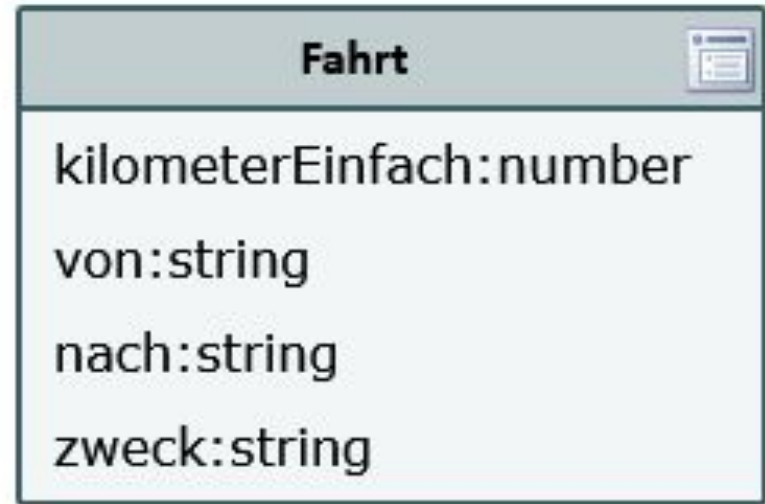 Fahrt
kilometerEinfach:number
von:string
nach:string
zweck:string